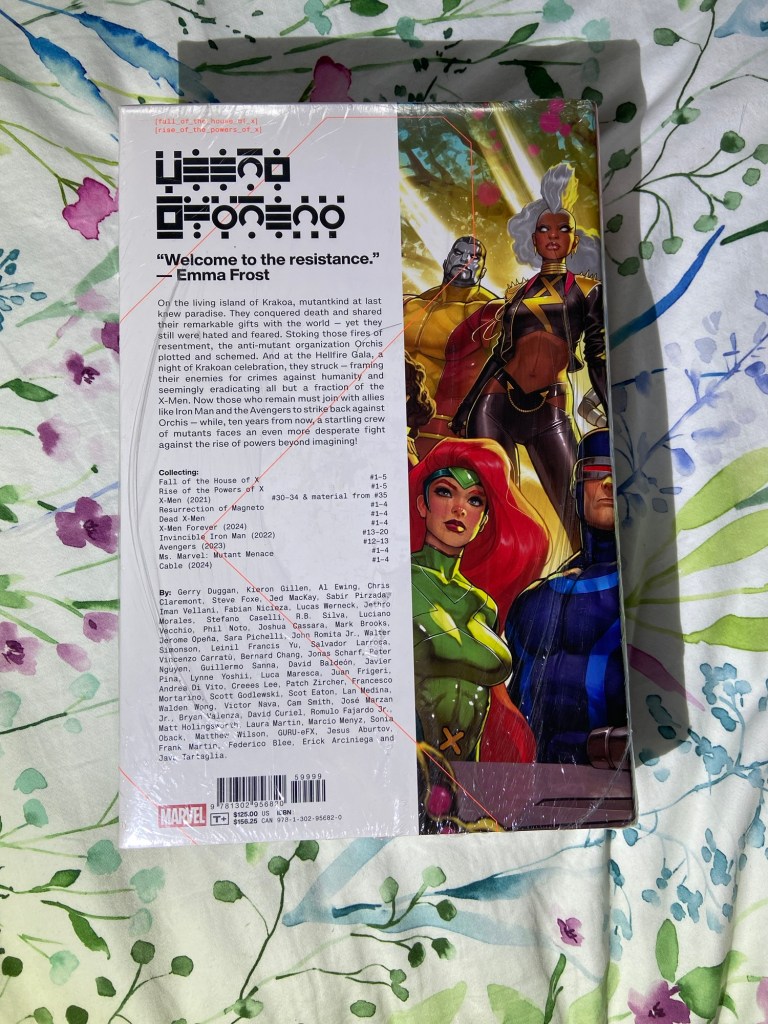 [fall_of_the_house_of_x]
[rise_of_the_powers_of_x]
“Welcome to the resistance.”
— Emma Frost
On the living island of Krakoa, mutantkind at last
knew paradise. They conquered death and shared
their remarkable gifts with the world — yet they
still were hated and feared. Stoking those fires of
resentment, the anti-mutant organization Orchis
plotted and schemed. And at the Hellfire Gala, a
night of Krakoan celebration, they struck — framing
their enemies for crimes against humanity and
seemingly eradicating all but a fraction of the
X-Men. Now those who remain must join with allies
like Iron Man and the Avengers to strike back against
Orchis — while, ten years from now, a startling crew
of mutants faces an even more desperate fight
against the rise of powers beyond imagining!
Collecting:
Fall of the House of X #1-5
Rise of the Powers of X #1-5
X-Men (2021) #30-34 & material from #35
Resurrection of Magneto #1-4
Dead X-Men #1-4
X-Men Forever (2024) #1-4
Invincible Iron Man (2022) #13-20
Avengers (2023) #12-13
Ms. Marvel: Mutant Menace #1-4
Cable (2024) #1-4
By: Gerry Duggan, Kieron Gillen, Al Ewing, Chris
Claremont, Steve Foxe, Jed MacKay, Sabir Pirzada,
Iman Vellani, Fabian Nicieza, Lucas Werneck, Jethro
Morales, Stefano Caselli, R.B. Silva, Luciano
Vecchio, Phil Noto, Joshua Cassara, Mark Brooks,
Jerome Opeña, Sara Pichelli, John Romita Jr., Walter
Simonson, Leinil Francis Yu, Salvador Larroca,
Vincenzo Carratù, Bernard Chang, Jonas Scharf, Peter
Nguyen, Guillermo Sanna, David Baldeón, Javier
Pina, Lynne Yoshii, Luca Maresca, Juan Frigeri,
Andrea Di Vito, Creees Lee, Patch Zircher, Francesco
Mortarino, Scott Godlewski, Scot Eaton, Lan Medina,
Walden Wong, Victor Nava, Cam Smith, José Marzan
Jr., Bryan Valenza, David Curiel, Romulo Fajardo Jr.,
Matt Hollingsworth, Laura Martin, Marcio Menyz, Sonia
Oback, Matthew Wilson, GURU-eFX, Jesus Aburtov,
Frank Martin, Federico Blee, Erick Arciniega and
Java Tartaglia.
59999
9 781302 956820
MARVEL
T+
$125.00 US ISBN
$156.25 CAN 978-1-302-95682-0